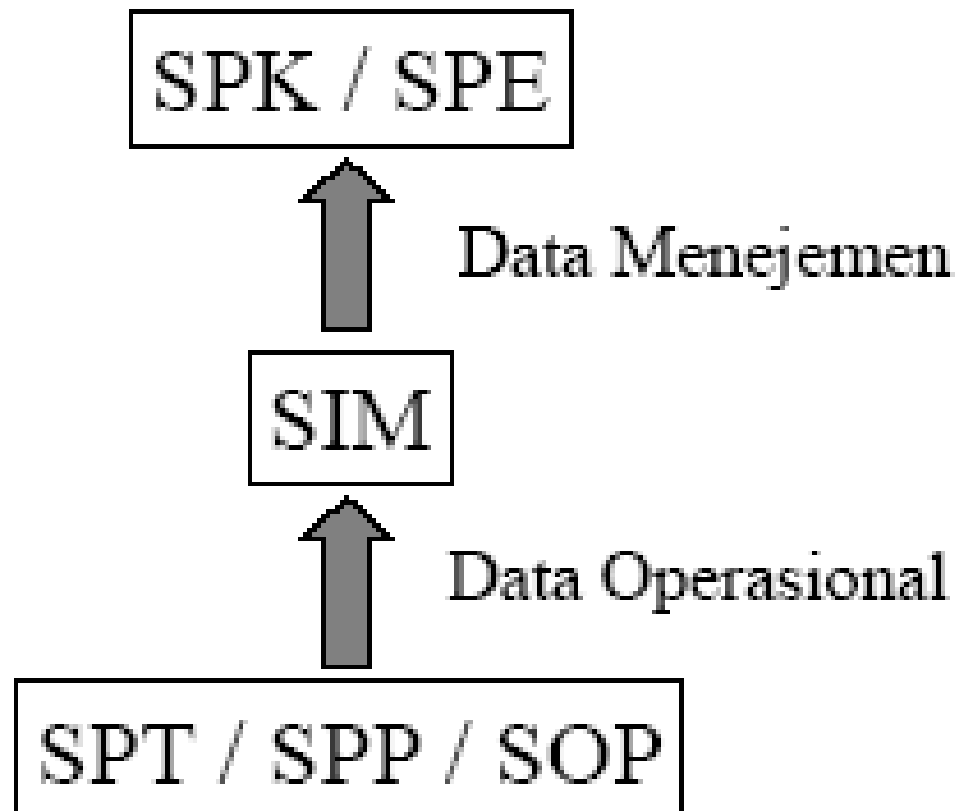 SPK / SPE
Data Menejemen
SIM
Data Operasional
SPT / SPP / SOP